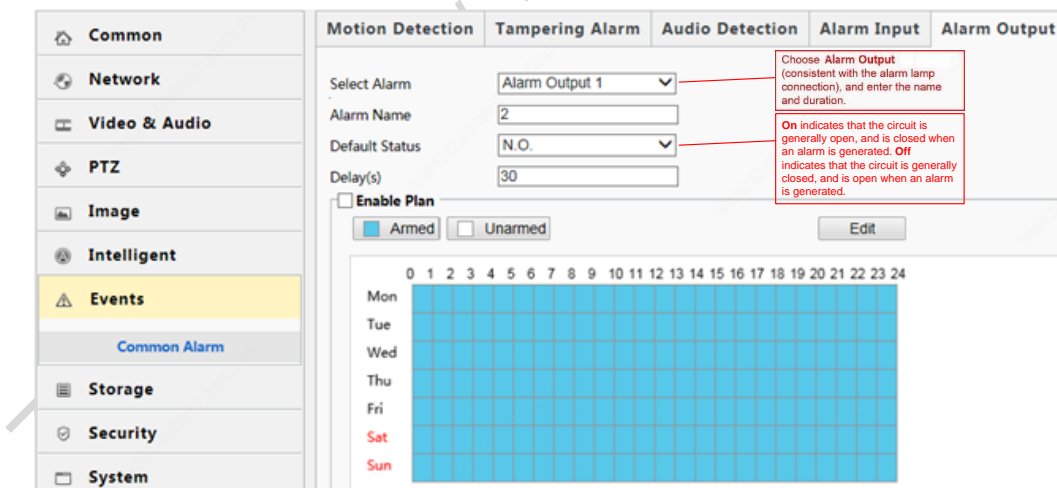 Common
Network
Video & Audio
PTZ
Image
Intelligent
Events
Common Alarm
Storage
Security
System
Motion Detection Tampering Alarm Audio Detection Alarm Input Alarm Output
Select Alarm Alarm Output 1
Alarm Name 2
Default Status N.O.
Delay(s) 30
Choose Alarm Output
(consistent with the alarm lamp
connection), and enter the name
and duration.
On indicates that the circuit is
generally open, and is closed when
an alarm is generated. Off
indicates that the circuit is generally
closed, and is open when an alarm
is generated.
Enable Plan
Armed Unarmed Edit
0 1 2 3 4 5 6 7 8 9 10 11 12 13 14 15 16 17 18 19 20 21 22 23 24
Mon
Tue
Wed
Thu
Fri
Sat
Sun